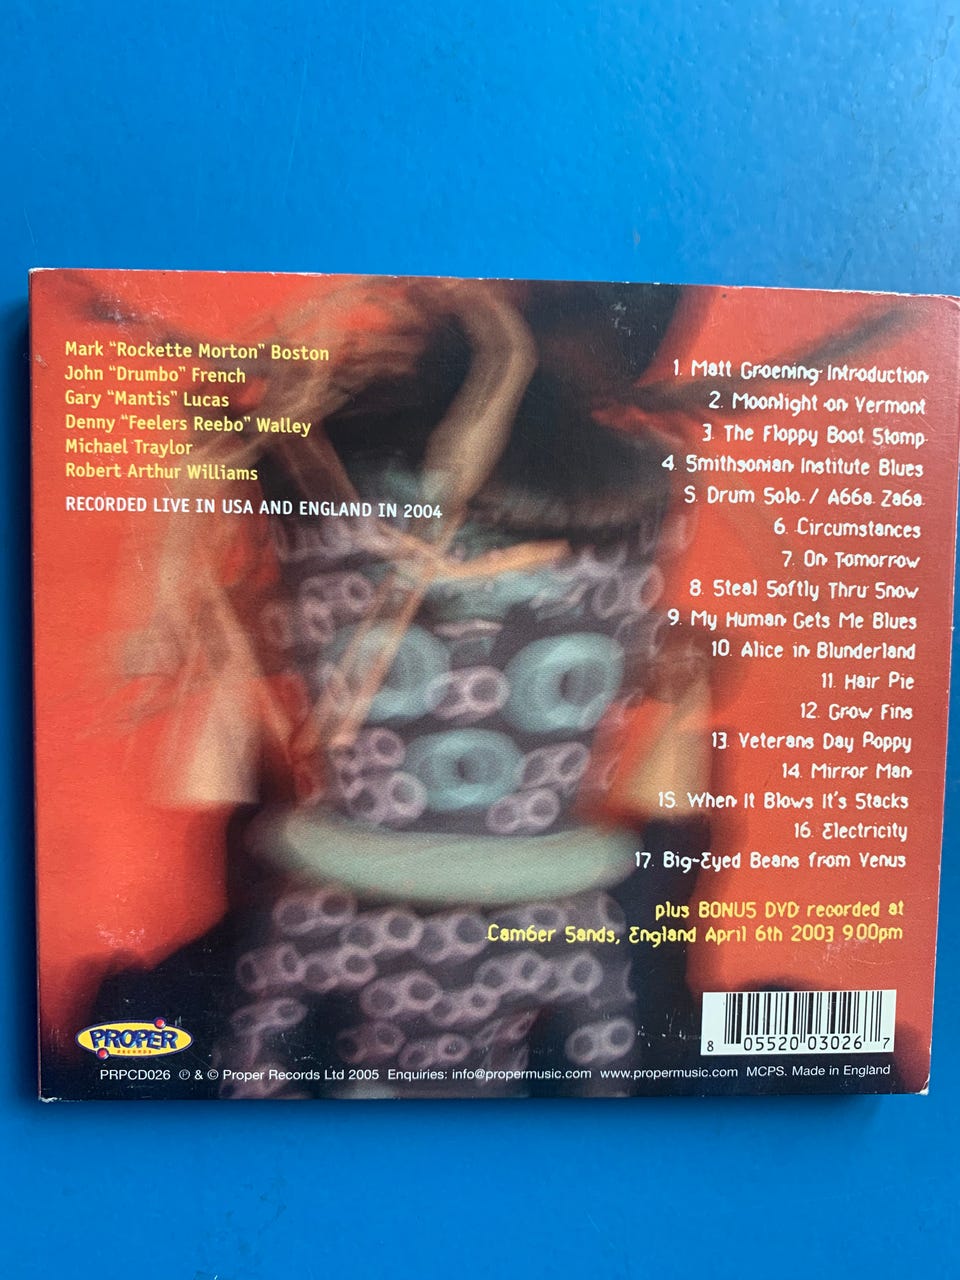 Mark "Rockette Morton" Boston
John "Drumbo" French
Gary "Mantis" Lucas
Denny "Feelers Reebo" Walley
Michael Traylor
Robert Arthur Williams
RECORDED LIVE IN USA AND ENGLAND IN 2004
1. Matt Groening Introduction
2. Moonlight on Vermont
3. The Floppy Boot Stomp
4. Smithsonian Institute Blues
5. Drum Solo / Abba Zaba
6. Circumstances
7. On Tomorrow
8. Steal Softly Thru Snow
9. My Human Gets Me Blues
10. Alice in Blunderland
11. Hair Pie
12. Grow Fins
13. Veterans Day Poppy
14. Mirror Man
15. When It Blows It's Stacks
16. Electricity
17. Big-Eyed Beans from Venus
plus BONUS DVD recorded at
Camber Sands, England April 6th 2003 9.00pm
PROPER
RECORDS
8 05520 03026 7
PRPCD026 ℗ & © Proper Records Ltd 2005 Enquiries: info@propermusic.com www.propermusic.com MCPS. Made in England